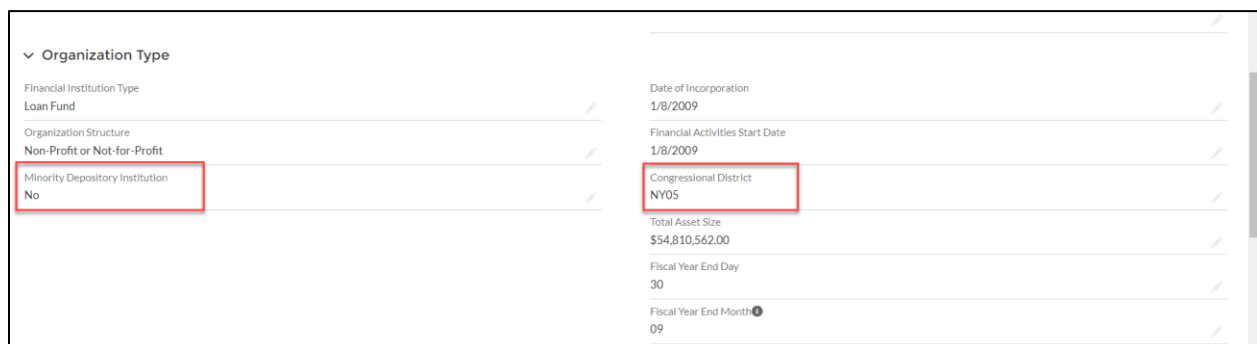 Organization Type
Financial Institution Type
Loan Fund
Organization Structure
Non-Profit or Not-for-Profit
Minority Depository Institution
No
Date of Incorporation
1/8/2009
Financial Activities Start Date
1/8/2009
Congressional District
NY05
Total Asset Size
$54,810,562.00
Fiscal Year End Day
30
Fiscal Year End Month
09